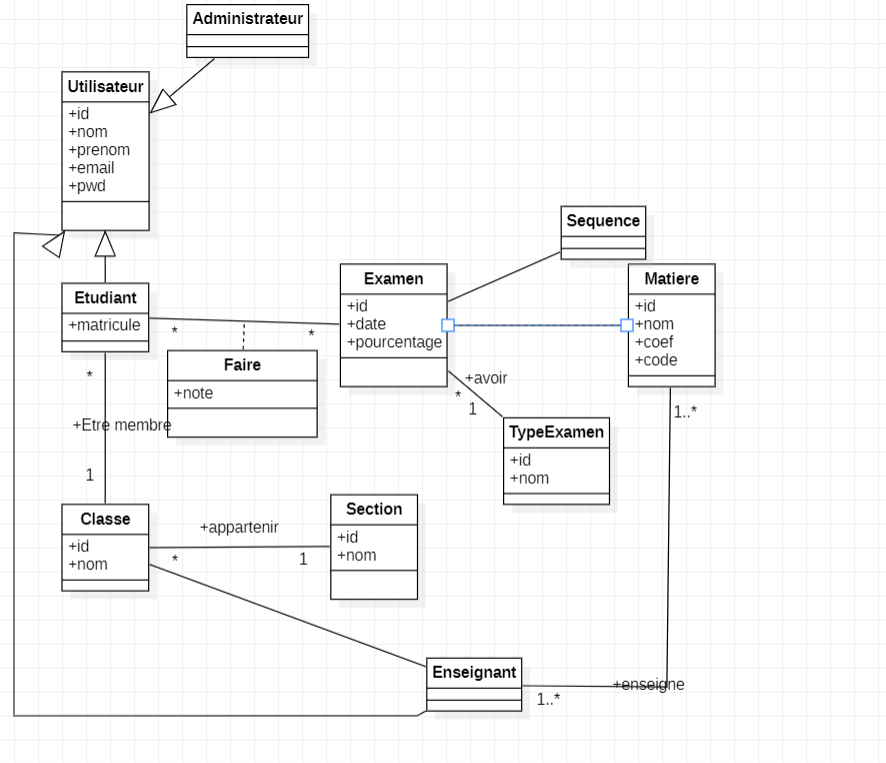 Administrateur
Utilisateur
+id
+nom
+prenom
+email
+pwd
Sequence
Etudiant
+matricule
*
*
Examen
+id
+date
+pourcentage
Matiere
+id
+nom
+coef
+code
Faire
+note
+avoir
*
1
1..*
TypeExamen
+id
+nom
*
+Etre membre
1
Classe
+id
+nom
+appartenir
*
1
Section
+id
+nom
Enseignant
1..*
+enseigne